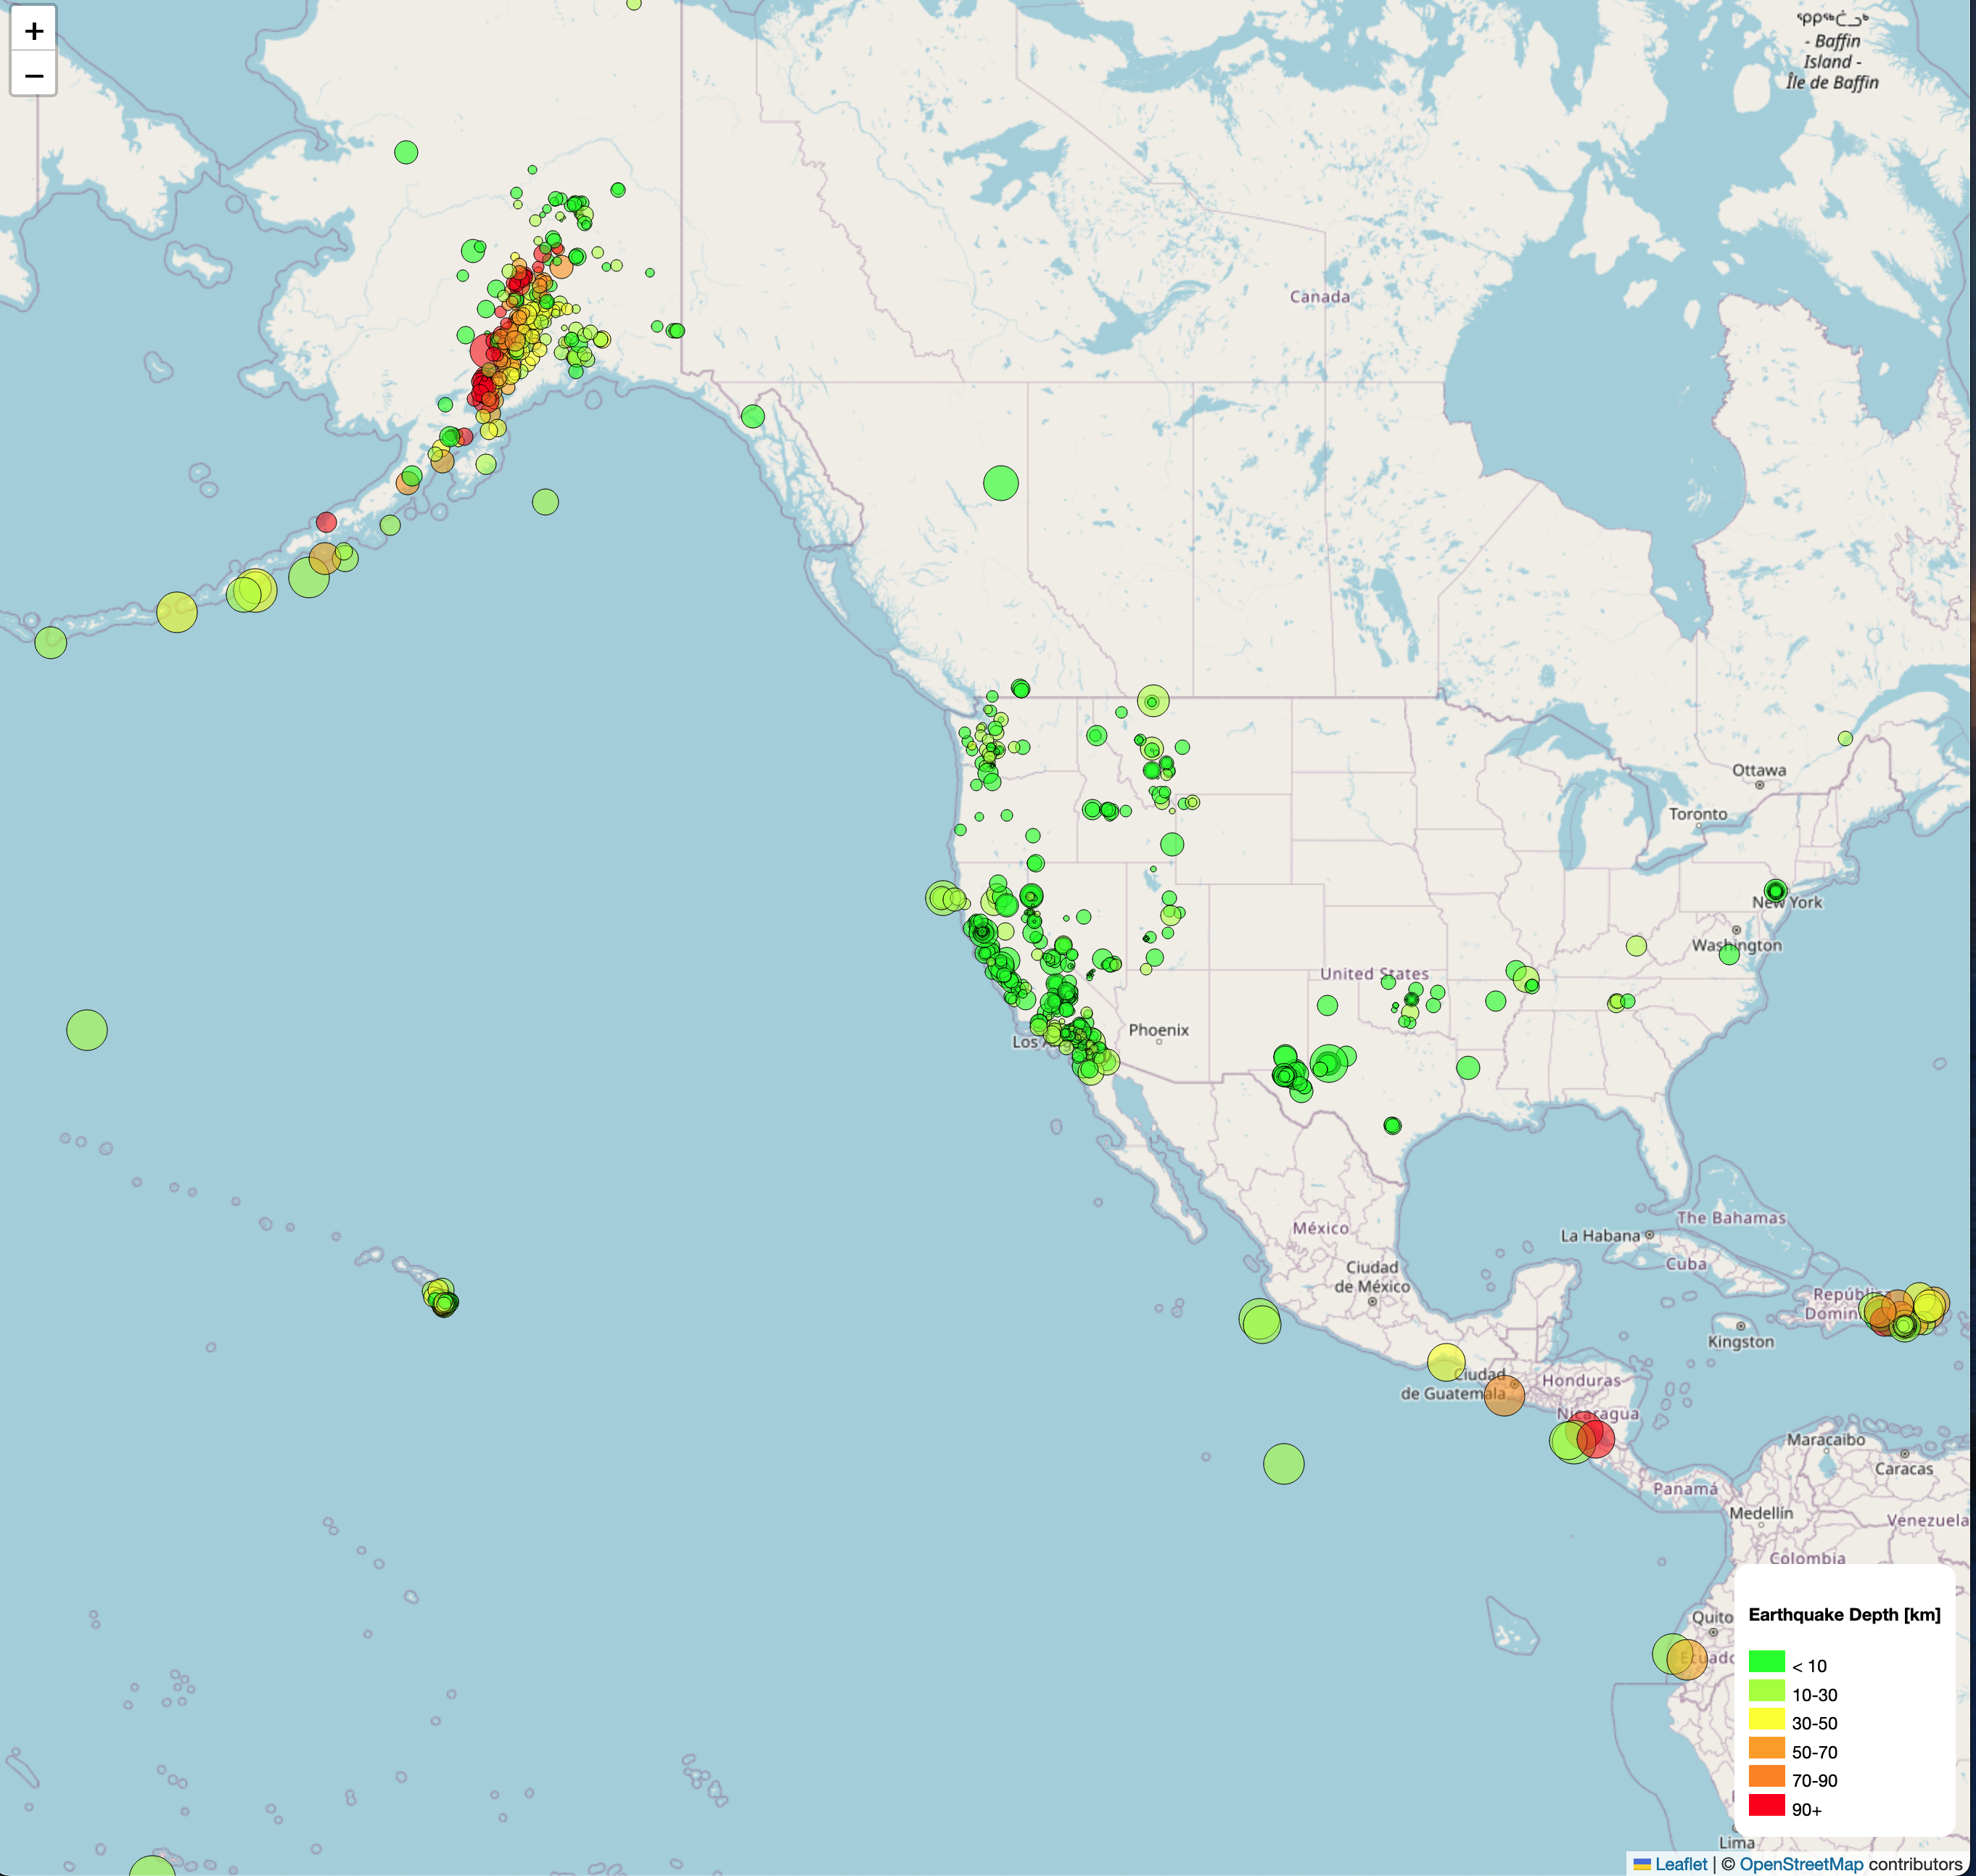 +
−
ᕿᑭᖅᑖᓗᒃ
- Baffin
Island -
Île de Baffin
Canada
Ottawa
Toronto
New York
Washington
United States
Phoenix
Los A
The Bahamas
La Habana
Cuba
México
Ciudad
de México
Repúbli
Domin
Kingston
Ciudad
de Guatemala
Honduras
Nicaragua
Maracaibo
Caracas
Panamá
Medellín
Venezuela
Colombia
Quito
Ecuado
Lima
Earthquake Depth [km]
< 10
10-30
30-50
50-70
70-90
90+
Leaflet | © OpenStreetMap contributors